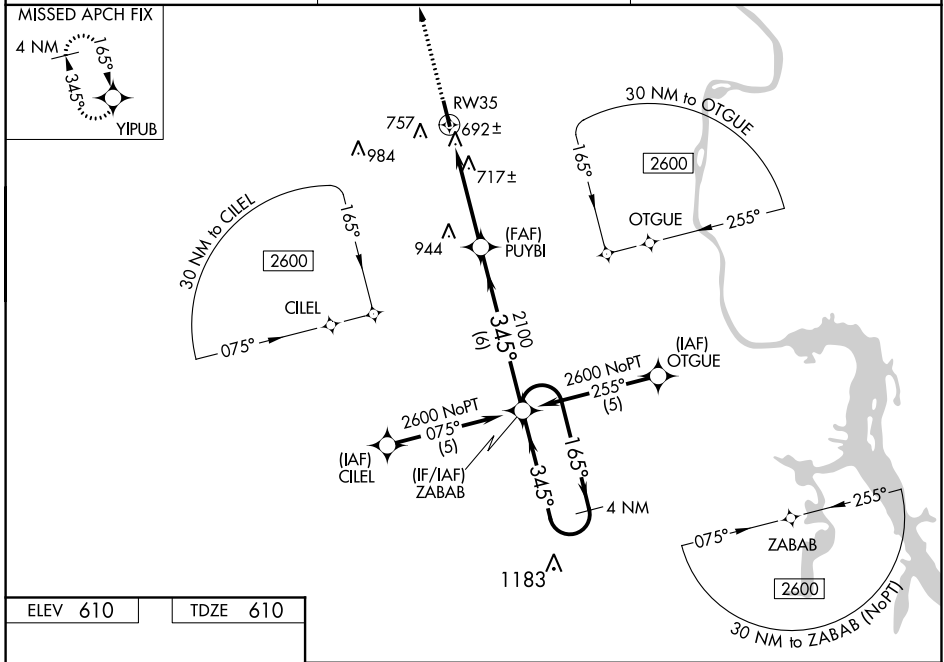 MISSED APCH FIX
4 NM
165°
345°
YIPUB
RW35
757
692±
984
717±
30 NM to OTGUE
165°
2600
OTGUE
255°
30 NM to CILEL
165°
2600
CILEL
075°
944
(FAF)
PUYBI
2100
345°
(6)
(IAF)
OTGUE
2600 NoPT
255°
(5)
2600 NoPT
075°
(5)
(IAF)
CILEL
(IF/IAF)
ZABAB
345°
165°
4 NM
1183
075°
255°
ZABAB
2600
30 NM to ZABAB (NoPT)
ELEV 610
TDZE 610